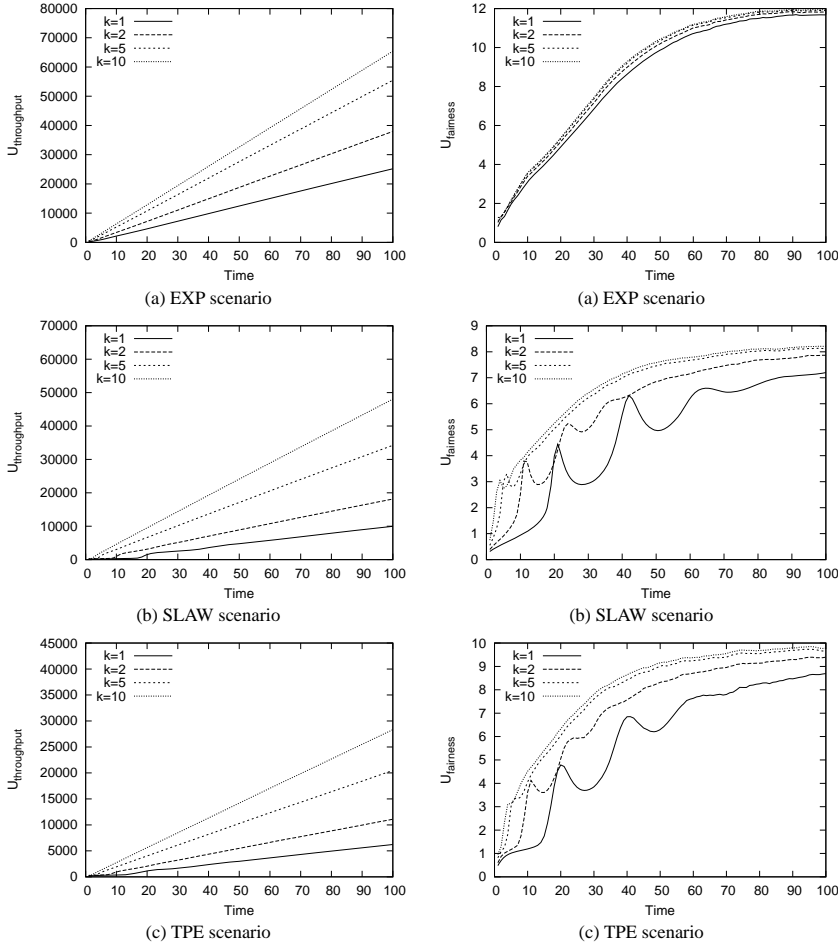 70000
60000
50000
40000
30000
20000
10000
0
k=1
k=2
k=5
k=10
U_throughput
0 10 20 30 40 50 60 70 80 90 100
Time
(a) EXP scenario
12
10
8
6
4
2
0
k=1
k=2
k=5
k=10
U_fairness
0 10 20 30 40 50 60 70 80 90 100
Time
(a) EXP scenario
70000
60000
50000
40000
30000
20000
10000
0
k=1
k=2
k=5
k=10
U_throughput
0 10 20 30 40 50 60 70 80 90 100
Time
(b) SLAW scenario
9
8
7
6
5
4
3
2
1
0
k=1
k=2
k=5
k=10
U_fairness
0 10 20 30 40 50 60 70 80 90 100
Time
(b) SLAW scenario
45000
40000
35000
30000
25000
20000
15000
10000
5000
0
k=1
k=2
k=5
k=10
U_throughput
0 10 20 30 40 50 60 70 80 90 100
Time
(c) TPE scenario
10
9
8
7
6
5
4
3
2
1
0
k=1
k=2
k=5
k=10
U_fairness
0 10 20 30 40 50 60 70 80 90 100
Time
(c) TPE scenario